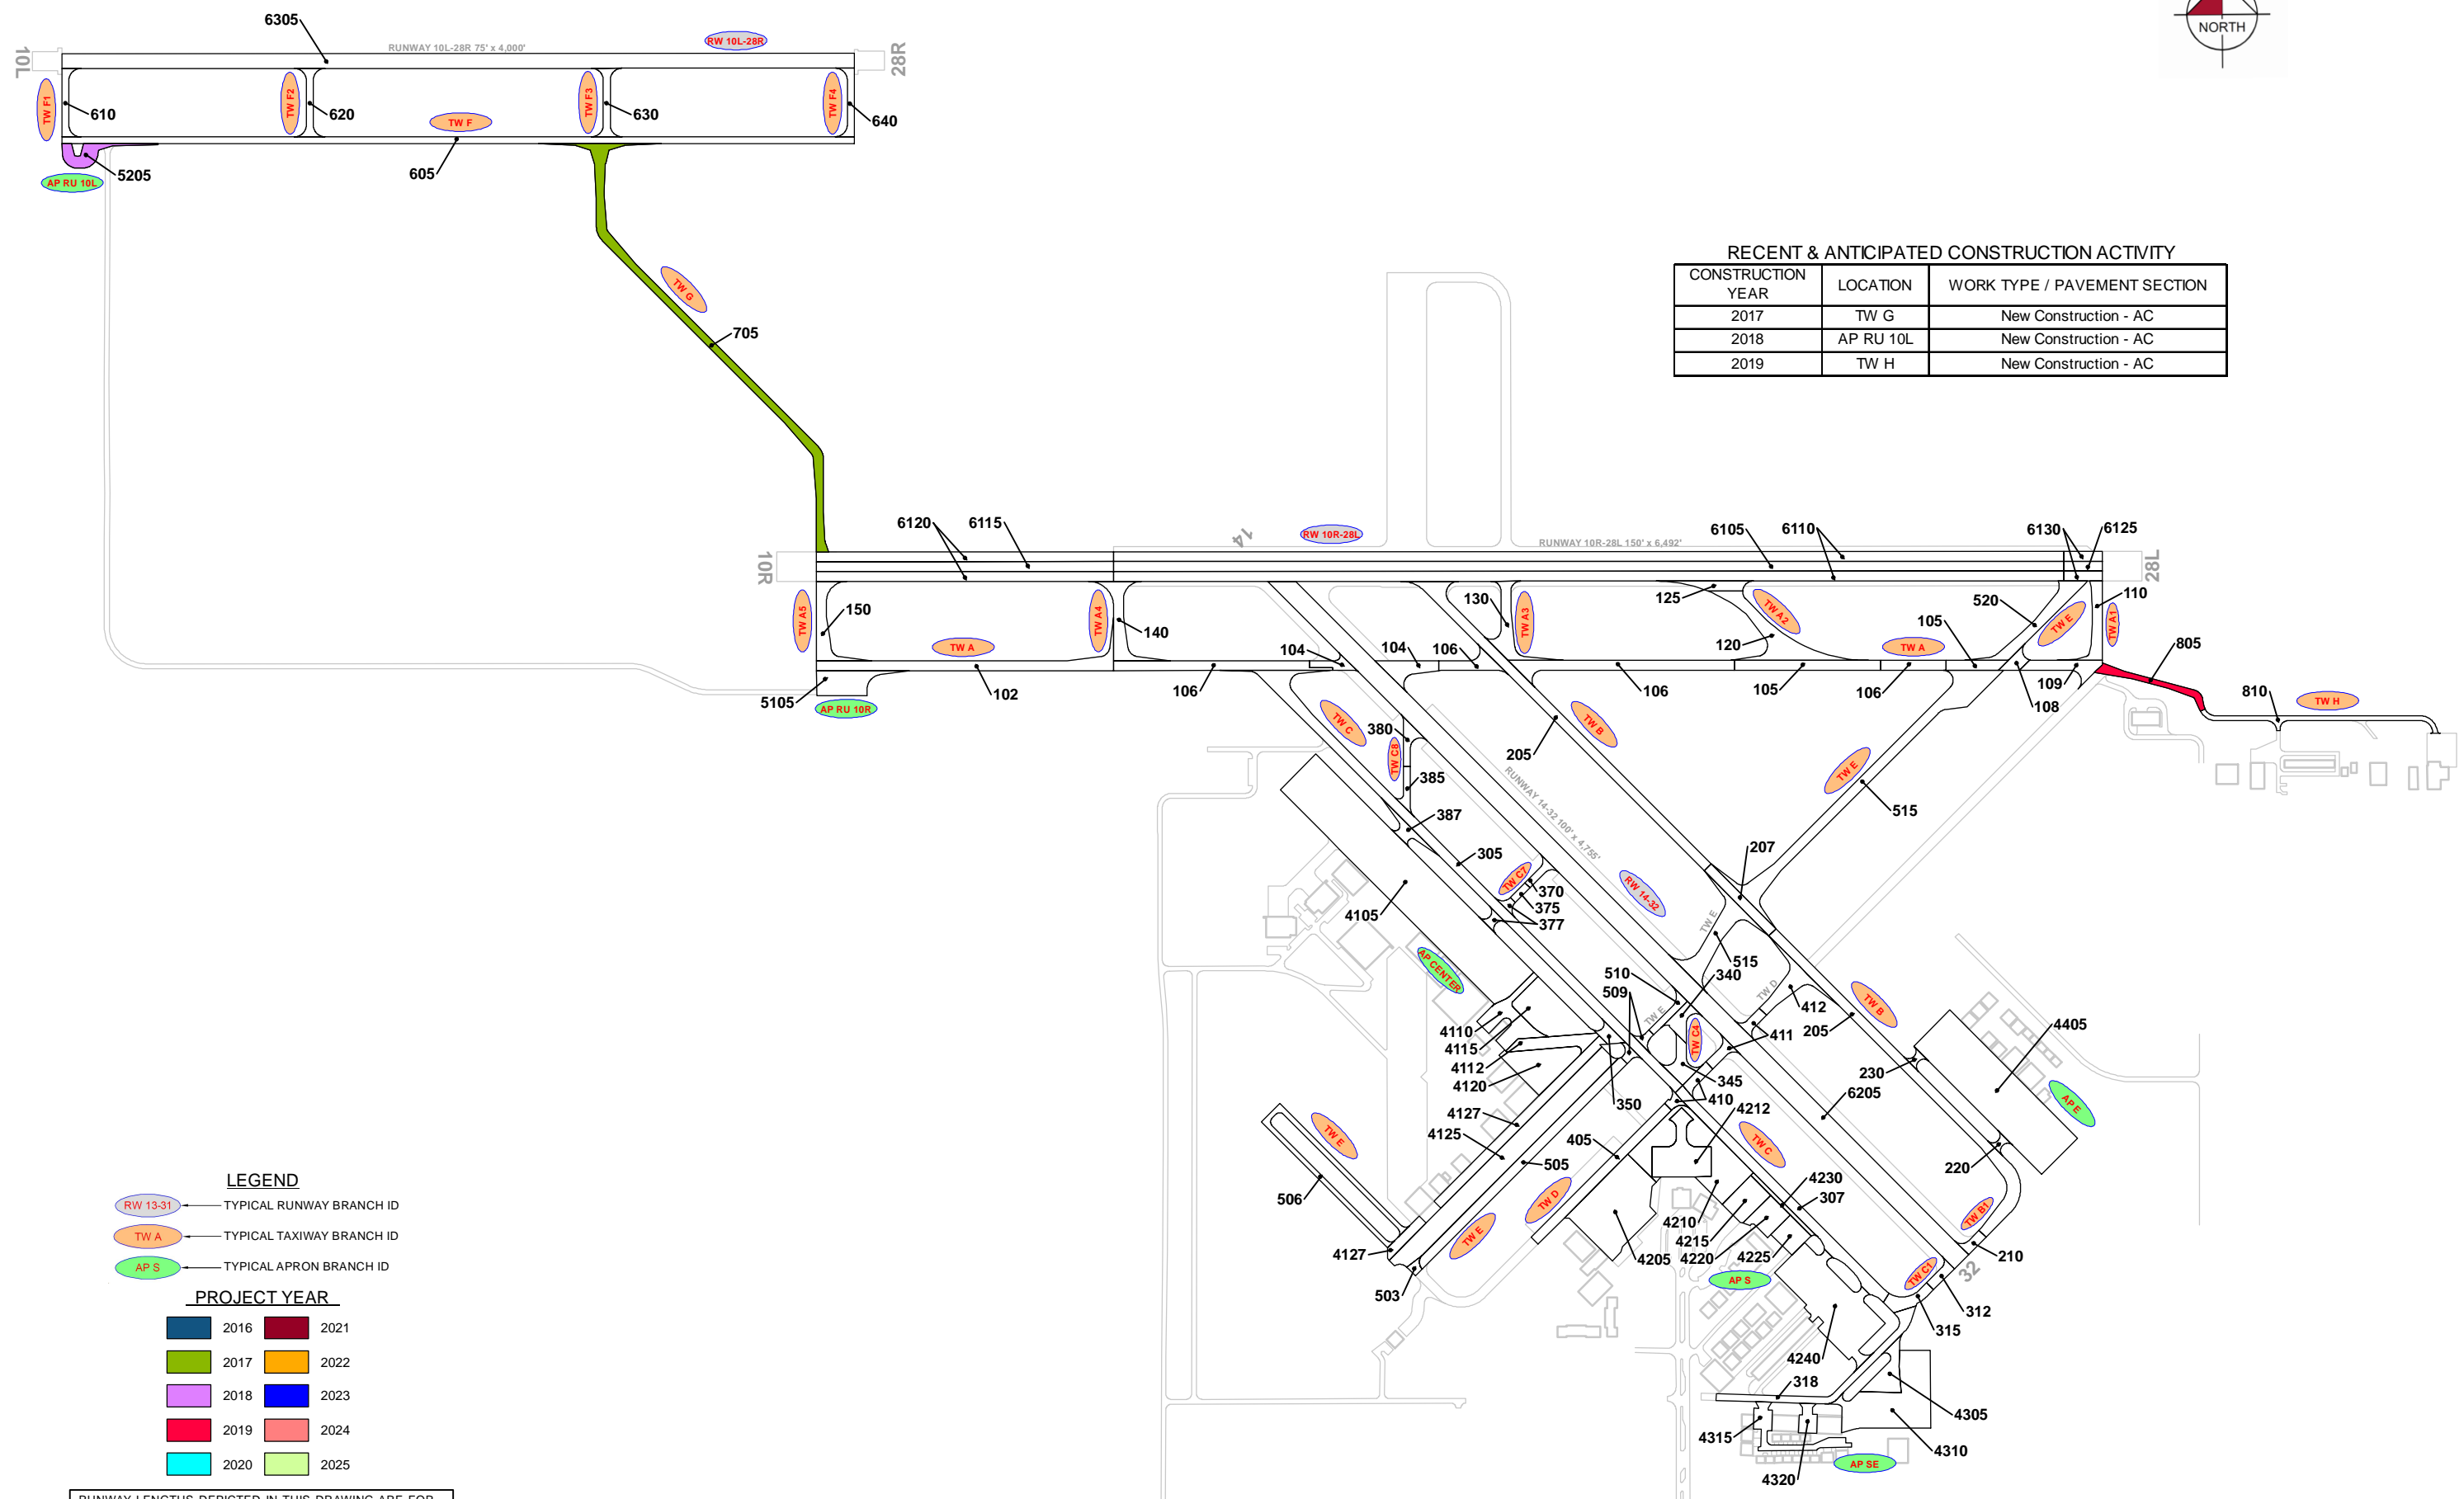 NORTH
6305
RUNWAY 10L-28R 75' x 4,000'
RW 10L-28R
10L
28R
TW F1
610
TW F2
620
TW F
TW F3
630
TW F4
640
5205
605
AP RU 10L
TW G
705
RECENT & ANTICIPATED CONSTRUCTION ACTIVITY
CONSTRUCTION YEAR LOCATION WORK TYPE / PAVEMENT SECTION
2017 TW G New Construction - AC
2018 AP RU 10L New Construction - AC
2019 TW H New Construction - AC
6120
6115
14
RW 10R-28L
RUNWAY 10R-28L 150' x 6,492'
6105
6110
6130
6125
10R
28L
TW A5
150
TW A
TW A4
140
130
TW A3
125
TW A2
120
TW A
105
520
TW E
110
TW A1
805
104
104
106
5105
102
106
106
105
106
109
108
810
TW H
AP RU 10R
TW C
380
TW C8
385
205
TW B
TW E
515
RUNWAY 14-32 100' x 4,755'
387
305
207
TW C7
370
375
377
4105
RW 14-32
TW E
515
AP CENTER
510
509
340
TW D
412
TW B
TW E
411
205
4405
4110
4115
4112
4120
TW C4
345
410
350
4212
230
6205
AP E
4127
4125
TW E
405
505
TW C
220
506
TW D
4230
307
TW B1
4210
4215
4220
4225
4205
TW E
4127
503
210
AP S
TW C1
32
312
315
4240
318
4305
4315
4310
4320
AP SE
LEGEND
RW 13-31 TYPICAL RUNWAY BRANCH ID
TW A TYPICAL TAXIWAY BRANCH ID
AP S TYPICAL APRON BRANCH ID
PROJECT YEAR
2016 2021
2017 2022
2018 2023
2019 2024
2020 2025
RUNWAY LENGTHS DEPICTED IN THIS DRAWING ARE FOR